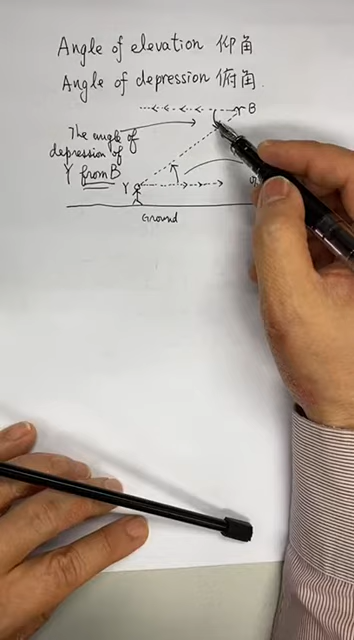 Angle of elevation 仰角
Angle of depression 俯角.
B
The angle of
depression of
Y from B
Y
Ground